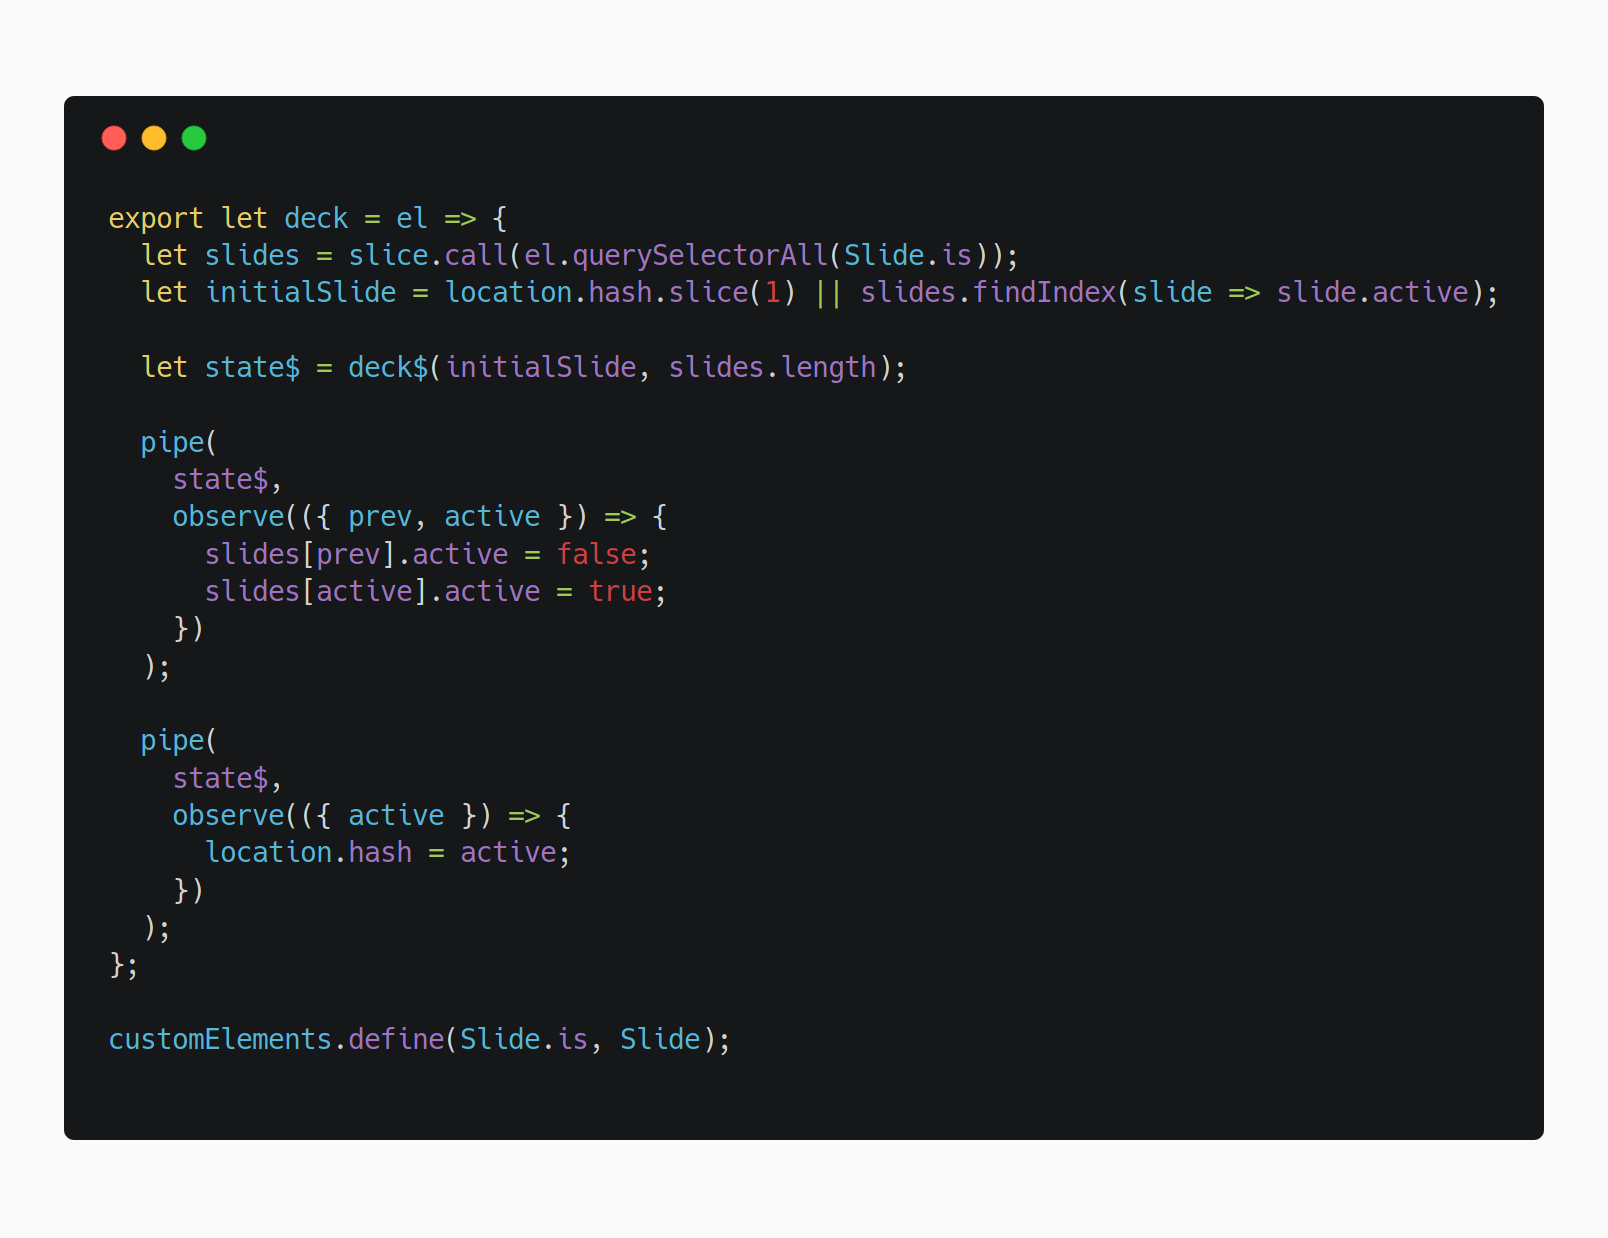 export let deck = el => {
  let slides = slice.call(el.querySelectorAll(Slide.is));
  let initialSlide = location.hash.slice(1) || slides.findIndex(slide => slide.active);

  let state$ = deck$(initialSlide, slides.length);

  pipe(
    state$,
    observe(({ prev, active }) => {
      slides[prev].active = false;
      slides[active].active = true;
    })
  );

  pipe(
    state$,
    observe(({ active }) => {
      location.hash = active;
    })
  );
};

customElements.define(Slide.is, Slide);